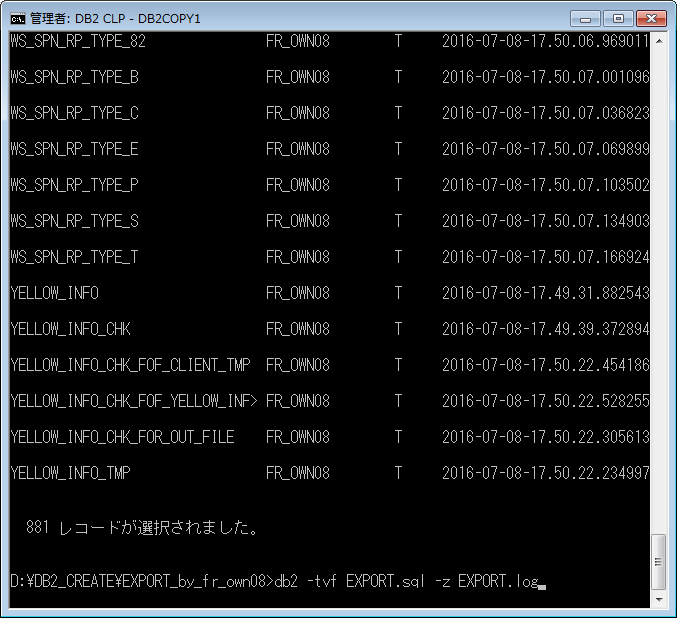 管理者: DB2 CLP - DB2COPY1
WS_SPN_RP_TYPE_82 FR_OWN08 T 2016-07-08-17.50.06.969011
WS_SPN_RP_TYPE_B FR_OWN08 T 2016-07-08-17.50.07.001096
WS_SPN_RP_TYPE_C FR_OWN08 T 2016-07-08-17.50.07.036823
WS_SPN_RP_TYPE_E FR_OWN08 T 2016-07-08-17.50.07.069899
WS_SPN_RP_TYPE_P FR_OWN08 T 2016-07-08-17.50.07.103502
WS_SPN_RP_TYPE_S FR_OWN08 T 2016-07-08-17.50.07.134903
WS_SPN_RP_TYPE_T FR_OWN08 T 2016-07-08-17.50.07.166924
YELLOW_INFO FR_OWN08 T 2016-07-08-17.49.31.882543
YELLOW_INFO_CHK FR_OWN08 T 2016-07-08-17.49.39.372894
YELLOW_INFO_CHK_FOF_CLIENT_TMP FR_OWN08 T 2016-07-08-17.50.22.454186
YELLOW_INFO_CHK_FOF_YELLOW_INF> FR_OWN08 T 2016-07-08-17.50.22.528255
YELLOW_INFO_CHK_FOR_OUT_FILE FR_OWN08 T 2016-07-08-17.50.22.305613
YELLOW_INFO_TMP FR_OWN08 T 2016-07-08-17.50.22.234997
881 レコードが選択されました。
D:¥DB2_CREATE¥EXPORT_by_fr_own08>db2 -tvf EXPORT.sql -z EXPORT.log